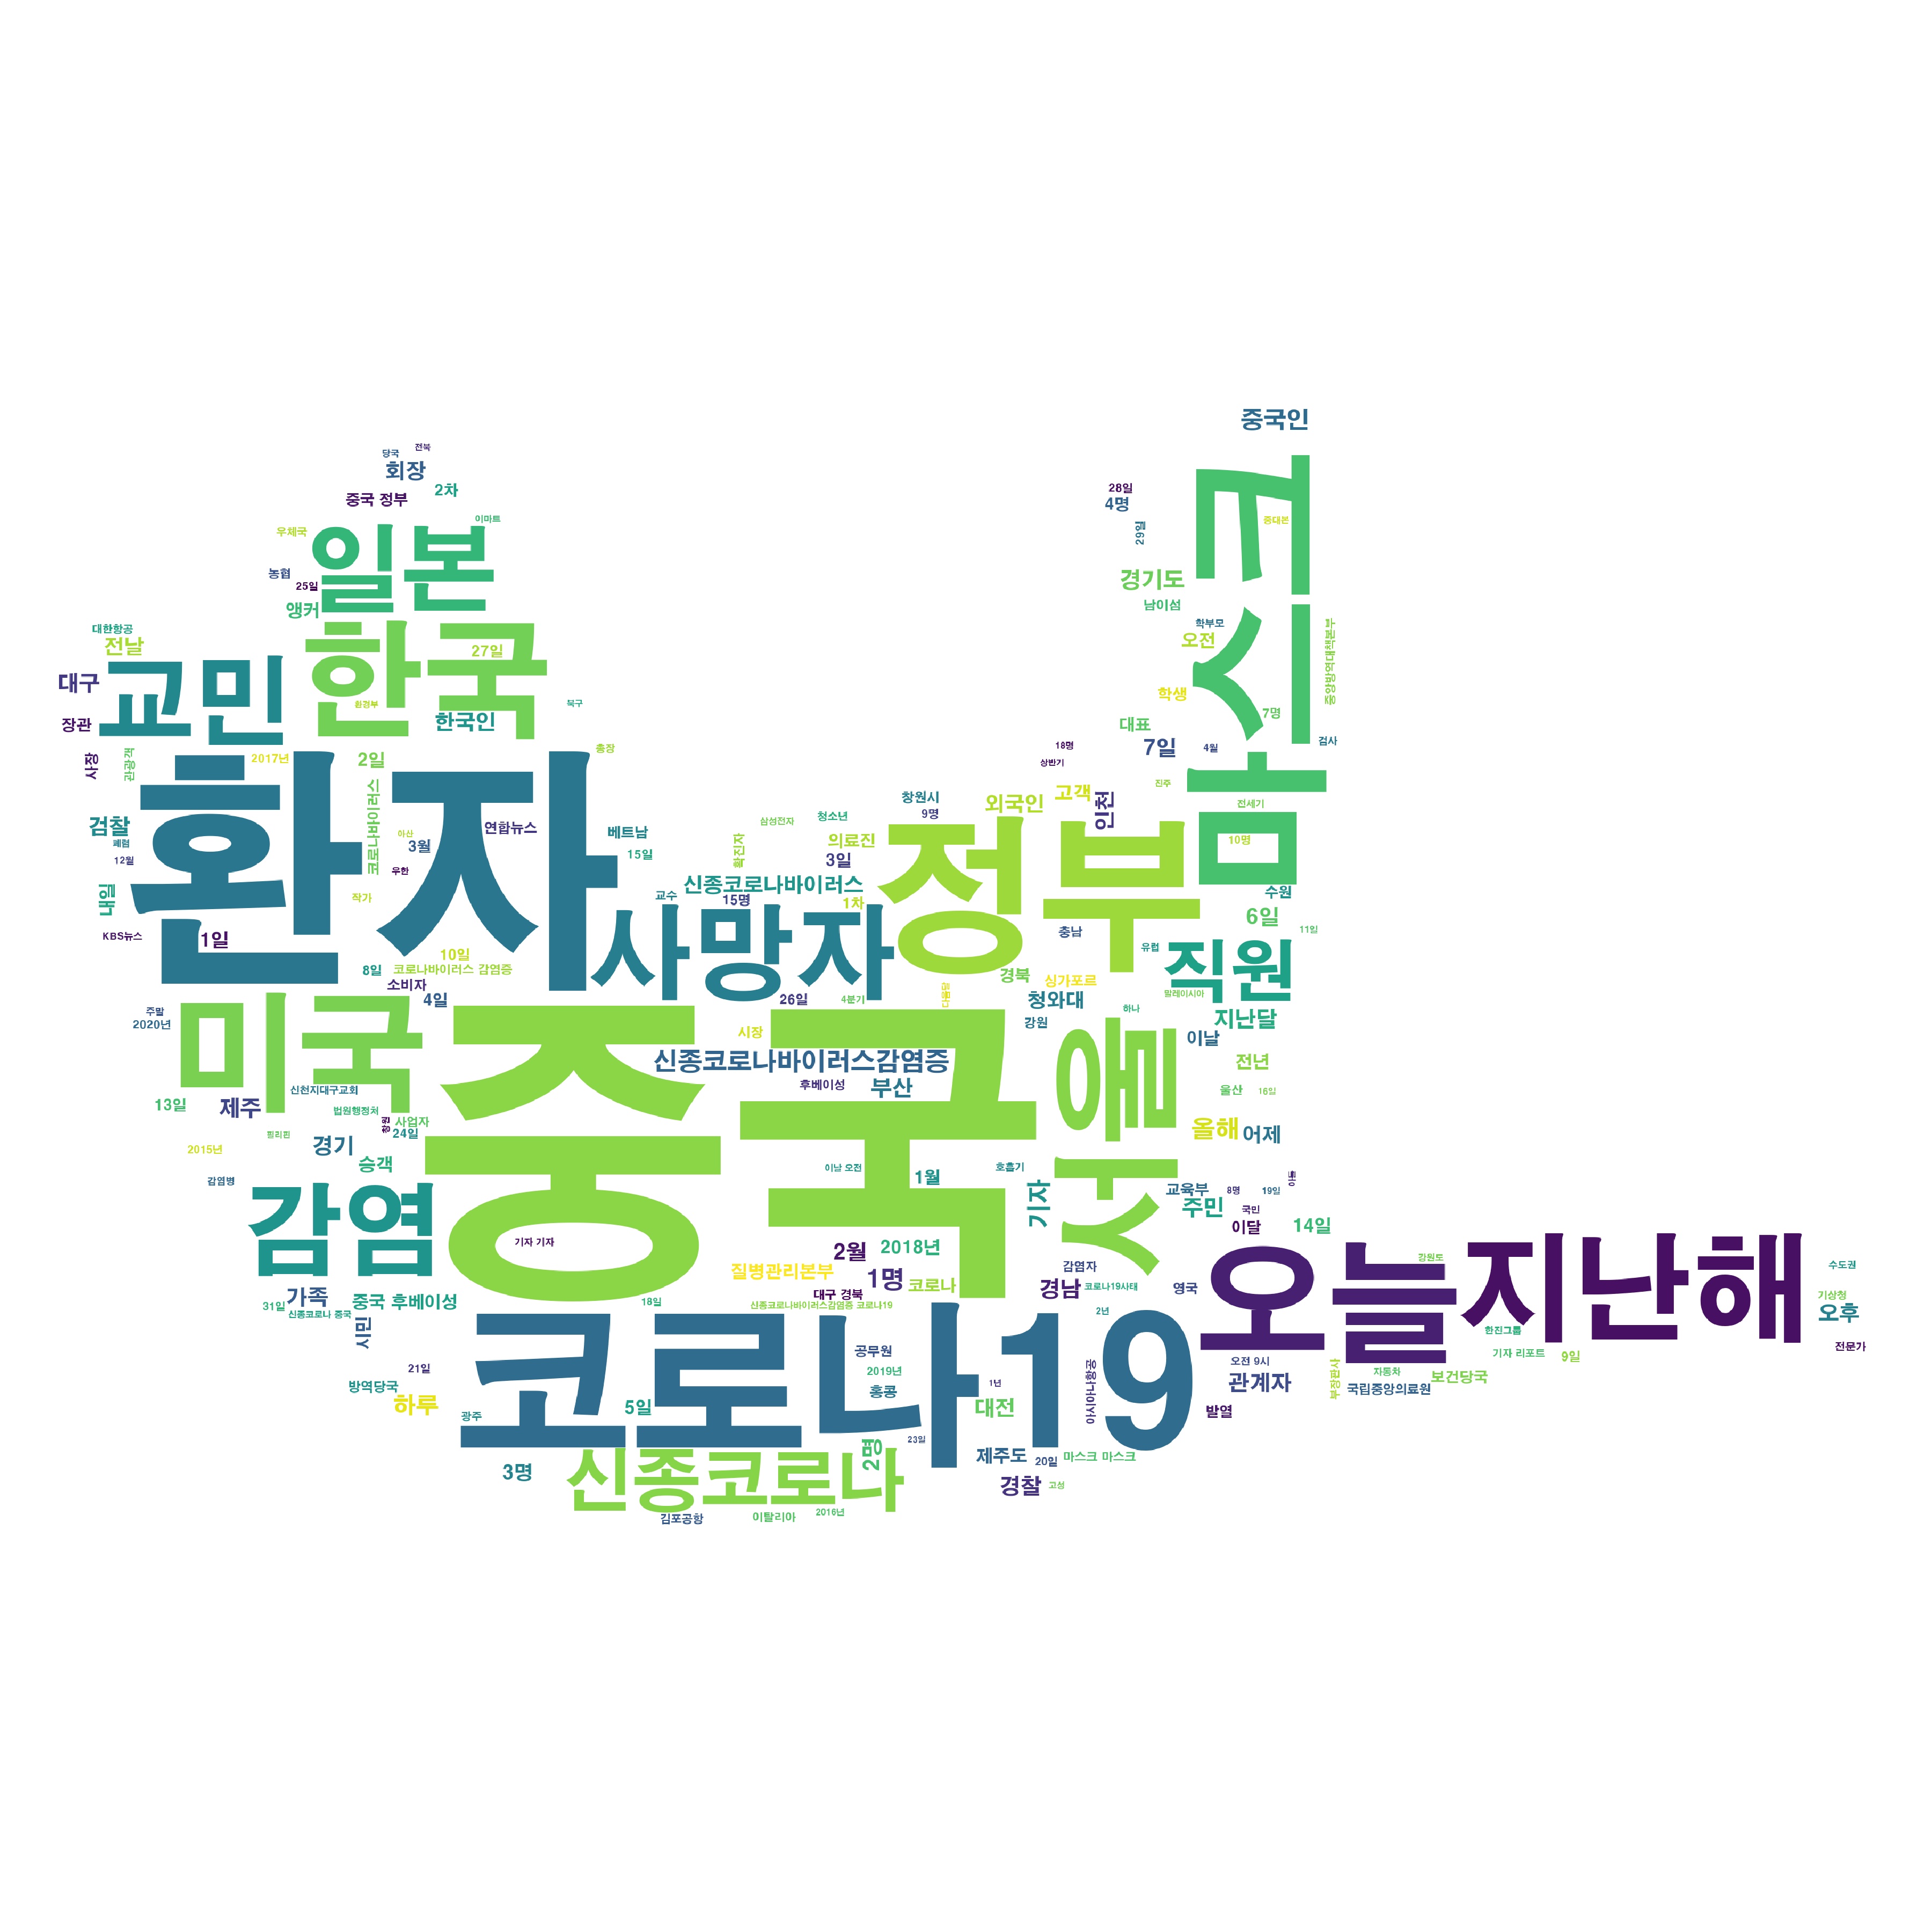 중국인
전북
당국
회장
2차
중국 정부
28일
4명
이마트
우체국
일본
29일
중대본
마스크
농협
25일
앵커
경기도
남이섬
대한항공
전날
한국
27일
학부모
오전
중앙방역대책본부
대구
교민
환경부
학생
장관
한국인
북구
대표
7명
18명
7일
4월
검사
사장
관광객
2017년
2일
총장
상반기
진주
환자
코로나바이러스
창원시
외국인
고객
인천
전세기
검찰
폐렴
12월
아산
3월
연합뉴스
베트남
15일
삼성전자
청소년
9명
확진자
의료진
3일
정부
10명
우한
내일
작가
교수
신종코로나바이러스
15명
1차
수원
KBS뉴스
1일
사망자
충남
6일
11일
10일
유럽
직원
8일
코로나바이러스 감염증
경북
싱가포르
소비자
4일
26일
4분기
다음달
청와대
말레이시아
주말
2020년
미국
중국
시장
강원
하나
지난달
이날
신종코로나바이러스감염증
서울
전년
신천지대구교회
후베이성
부산
울산
16일
13일
제주
법원행정처
사업자
24일
창원
올해
어제
2015년
경기
승객
이날 오전
1월
호흡기
감염병
감염
기자
교육부
8명
19일
주민
국민
이달
14일
기자 기자
2월
2018년
오늘
지난해
강원도
수도권
질병관리본부
1명
코로나
감염자
경남
코로나19사태
영국
가족
중국 후베이성
18일
대구 경북
기상청
오후
31일
신종코로나 중국
신종코로나바이러스감염증 코로나19
2년
시민
코로나19
한진그룹
기자 리포트
9일
전문가
21일
공무원
오전 9시
방역당국
2019년
홍콩
1년
아시아나항공
관계자
부장판사
자동차
국립중앙의료원
보건당국
하루
광주
5일
대전
발열
3명
신종코로나
2명
23일
제주도
20일
마스크 마스크
경찰
고성
김포공항
이탈리아
2016년